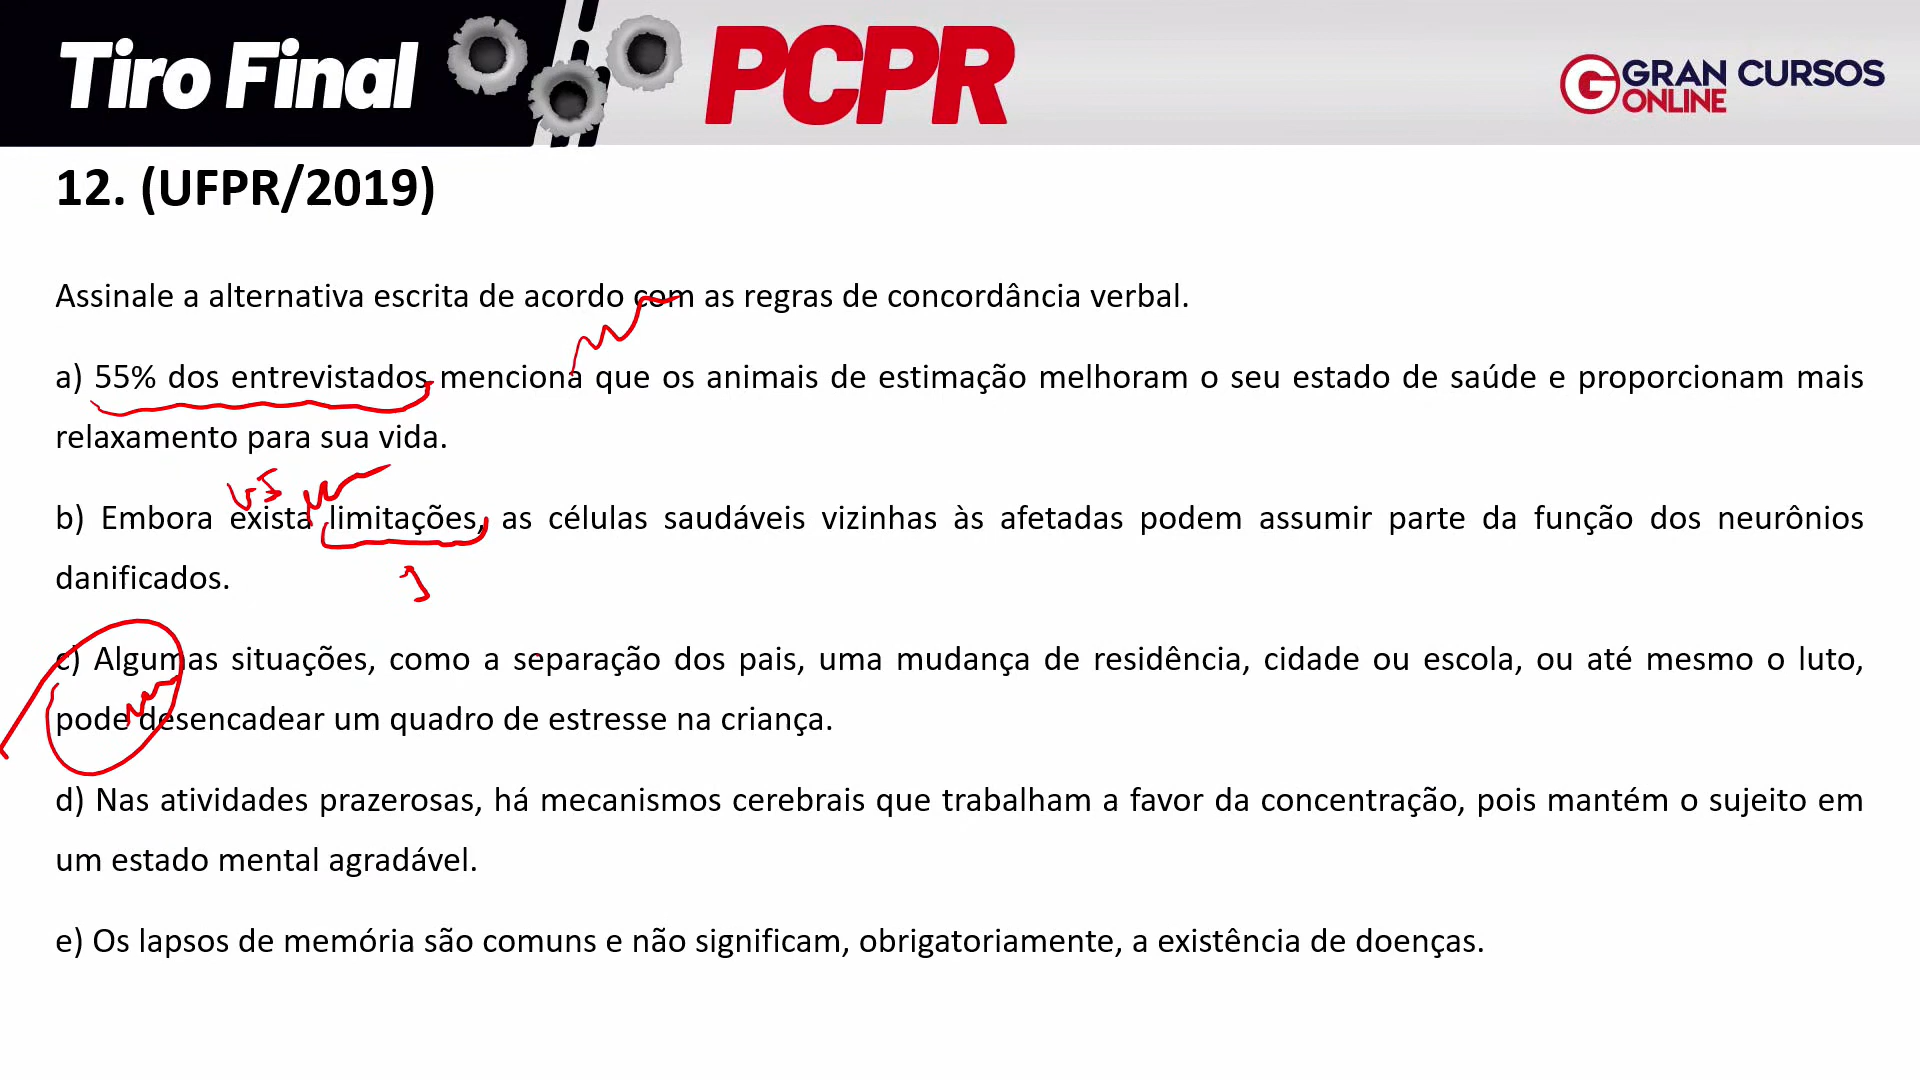 Tiro Final PCPR
GRAN CURSOS
ONLINE
12. (UFPR/2019)
Assinale a alternativa escrita de acordo com as regras de concordância verbal.
a) 55% dos entrevistados menciona que os animais de estimação melhoram o seu estado de saúde e proporcionam mais
relaxamento para sua vida.
b) Embora exista limitações, as células saudáveis vizinhas às afetadas podem assumir parte da função dos neurônios
danificados.
c) Algumas situações, como a separação dos pais, uma mudança de residência, cidade ou escola, ou até mesmo o luto,
pode desencadear um quadro de estresse na criança.
d) Nas atividades prazerosas, há mecanismos cerebrais que trabalham a favor da concentração, pois mantém o sujeito em
um estado mental agradável.
e) Os lapsos de memória são comuns e não significam, obrigatoriamente, a existência de doenças.